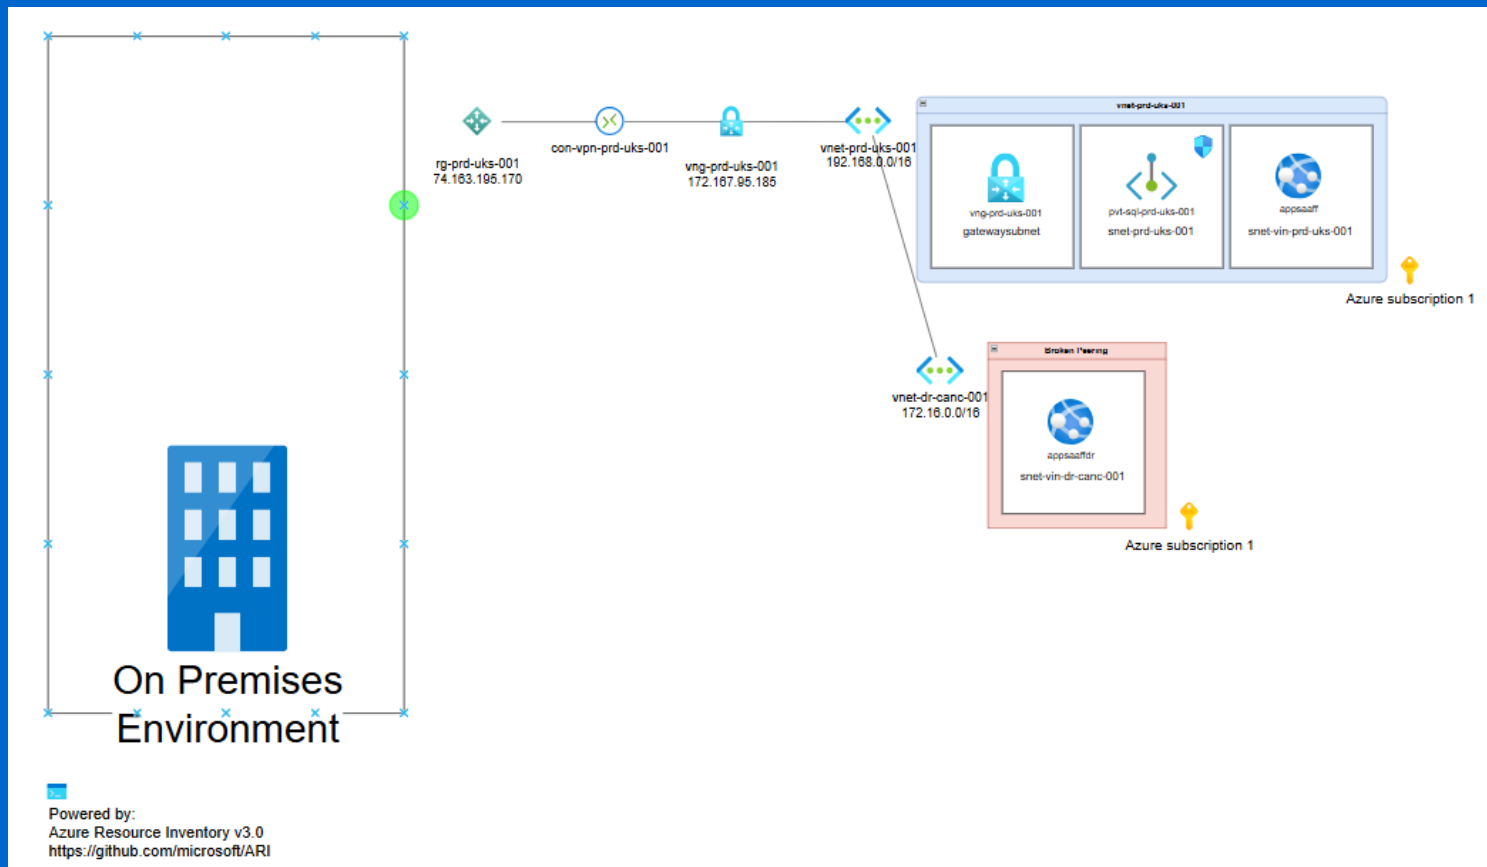 rg-prd-uks-001
74.163.195.170
con-vpn-prd-uks-001
vng-prd-uks-001
172.167.95.185
vnet-prd-uks-001
192.168.0.0/16
vnet-prd-uks-001
vng-prd-uks-001
gatewaysubnet
pvt-sql-prd-uks-001
snet-prd-uks-001
appsaaff
snet-vin-prd-uks-001
Azure subscription 1
vnet-dr-canc-001
172.16.0.0/16
Broken Peering
appsaaffdr
snet-vin-dr-canc-001
Azure subscription 1
On Premises
Environment
Powered by:
Azure Resource Inventory v3.0
https://github.com/microsoft/ARI